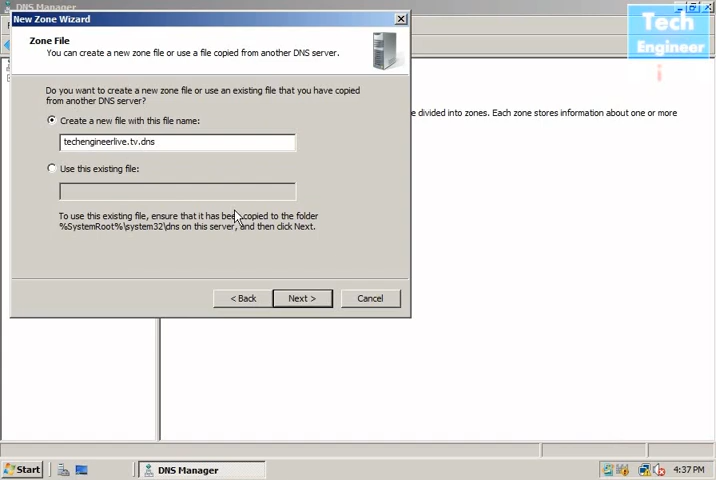 DNS Manager
New Zone Wizard
Zone File
You can create a new zone file or use a file copied from another DNS server.
Tech
Engineer
i
Do you want to create a new zone file or use an existing file that you have copied
from another DNS server?
Create a new file with this file name:
techengineerlive.tv.dns
Use this existing file:
To use this existing file, ensure that it has been copied to the folder
%SystemRoot%\system32\dns on this server, and then click Next.
< Back
Next >
Cancel
e divided into zones. Each zone stores information about one or more
Start
DNS Manager
4:37 PM